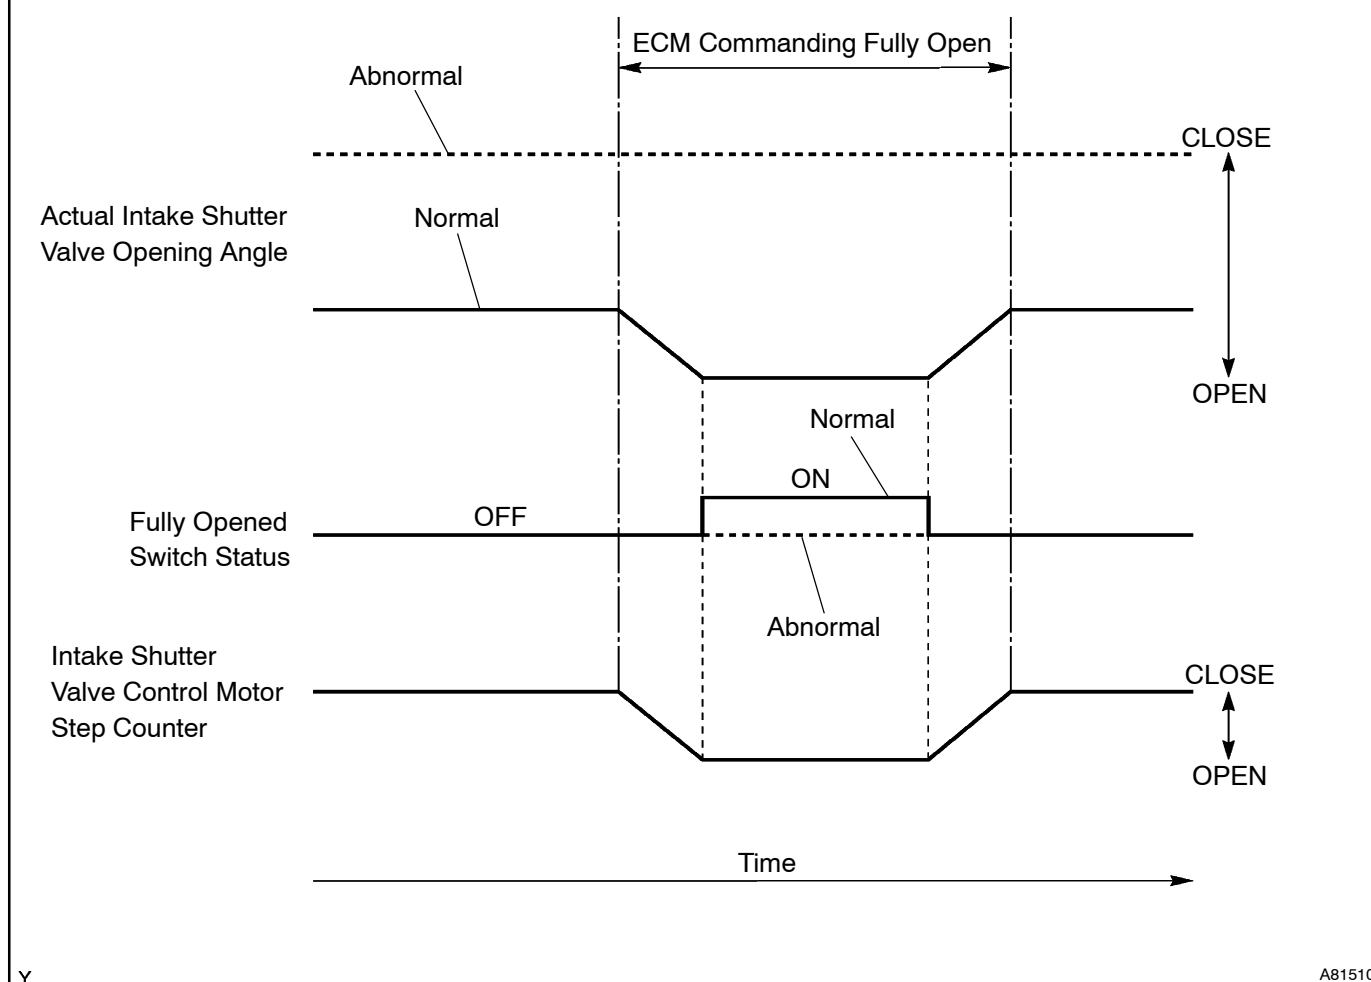 ECM Commanding Fully Open
Abnormal
CLOSE
Actual Intake Shutter
Valve Opening Angle
Normal
OPEN
Normal
ON
OFF
Fully Opened
Switch Status
Abnormal
Intake Shutter
Valve Control Motor
Step Counter
CLOSE
OPEN
Time
Y
A81510